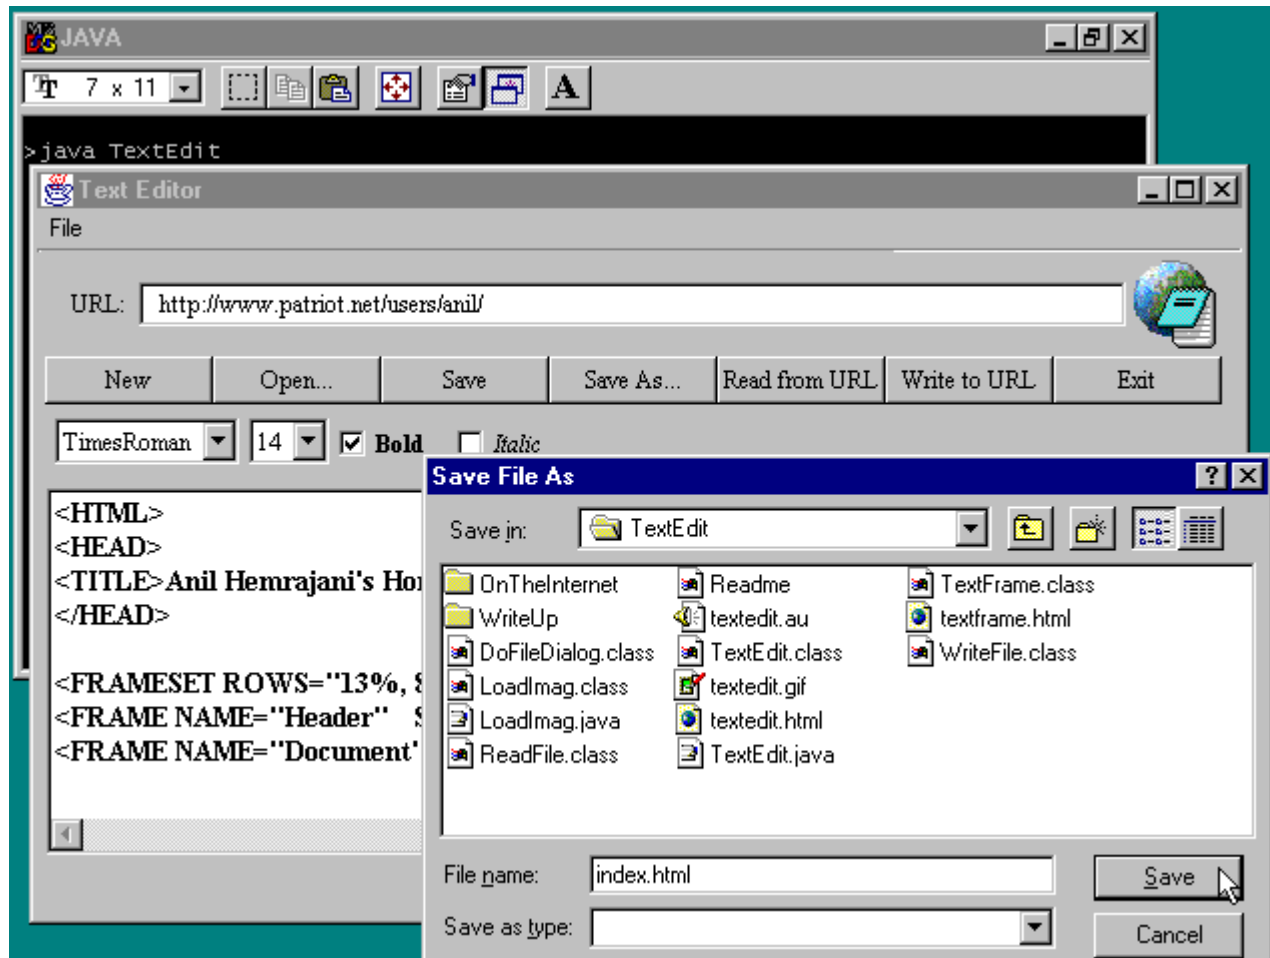 JAVA
7 x 11
A
>java TextEdit
Text Editor
File
URL: http://www.patriot.net/users/anil/
New Open... Save Save As... Read from URL Write to URL Exit
TimesRoman 14 Bold Italic
<HTML>
<HEAD>
<TITLE>Anil Hemrajani's
</HEAD>
<FRAMESET ROWS="13%,
<FRAME NAME="Header"
<FRAME NAME="Document"
Save File As
Save in: TextEdit
OnTheInternet Readme TextFrame.class
WriteUp textedit.au textframe.html
DoFileDialog.class TextEdit.class WriteFile.class
LoadImag.class textedit.gif
LoadImag.java textedit.html
ReadFile.class TextEdit.java
File name: index.html Save
Save as type: Cancel